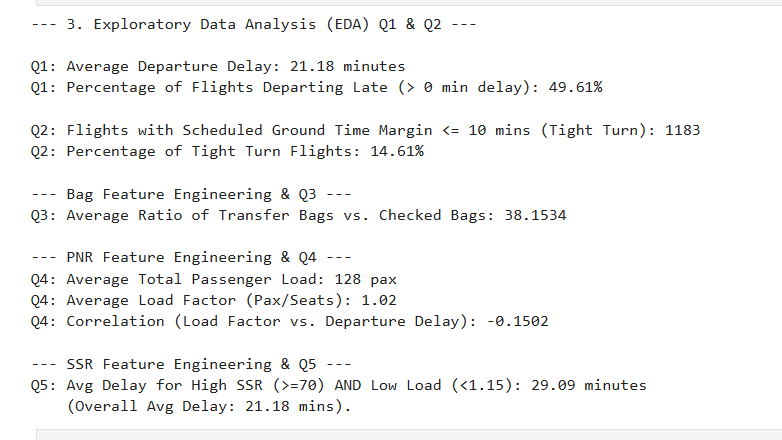 --- 3. Exploratory Data Analysis (EDA) Q1 & Q2 ---
Q1: Average Departure Delay: 21.18 minutes
Q1: Percentage of Flights Departing Late (> 0 min delay): 49.61%
Q2: Flights with Scheduled Ground Time Margin <= 10 mins (Tight Turn): 1183
Q2: Percentage of Tight Turn Flights: 14.61%
--- Bag Feature Engineering & Q3 ---
Q3: Average Ratio of Transfer Bags vs. Checked Bags: 38.1534
--- PNR Feature Engineering & Q4 ---
Q4: Average Total Passenger Load: 128 pax
Q4: Average Load Factor (Pax/Seats): 1.02
Q4: Correlation (Load Factor vs. Departure Delay): -0.1502
--- SSR Feature Engineering & Q5 ---
Q5: Avg Delay for High SSR (>=70) AND Low Load (<1.15): 29.09 minutes
(Overall Avg Delay: 21.18 mins).